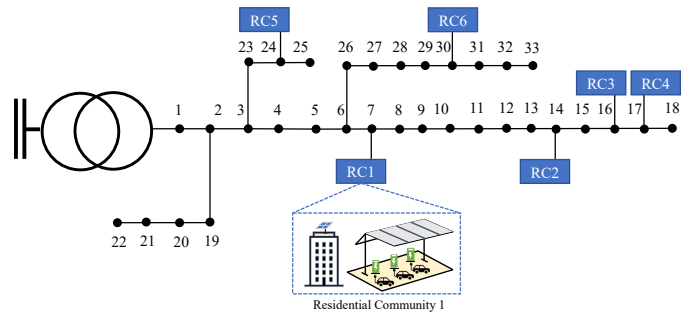 RC5
RC6
23 24 25
26 27 28 29 30 31 32 33
RC3 RC4
1 2 3 4 5 6 7 8 9 10 11 12 13 14 15 16 17 18
RC1
RC2
22 21 20 19
Residential Community 1